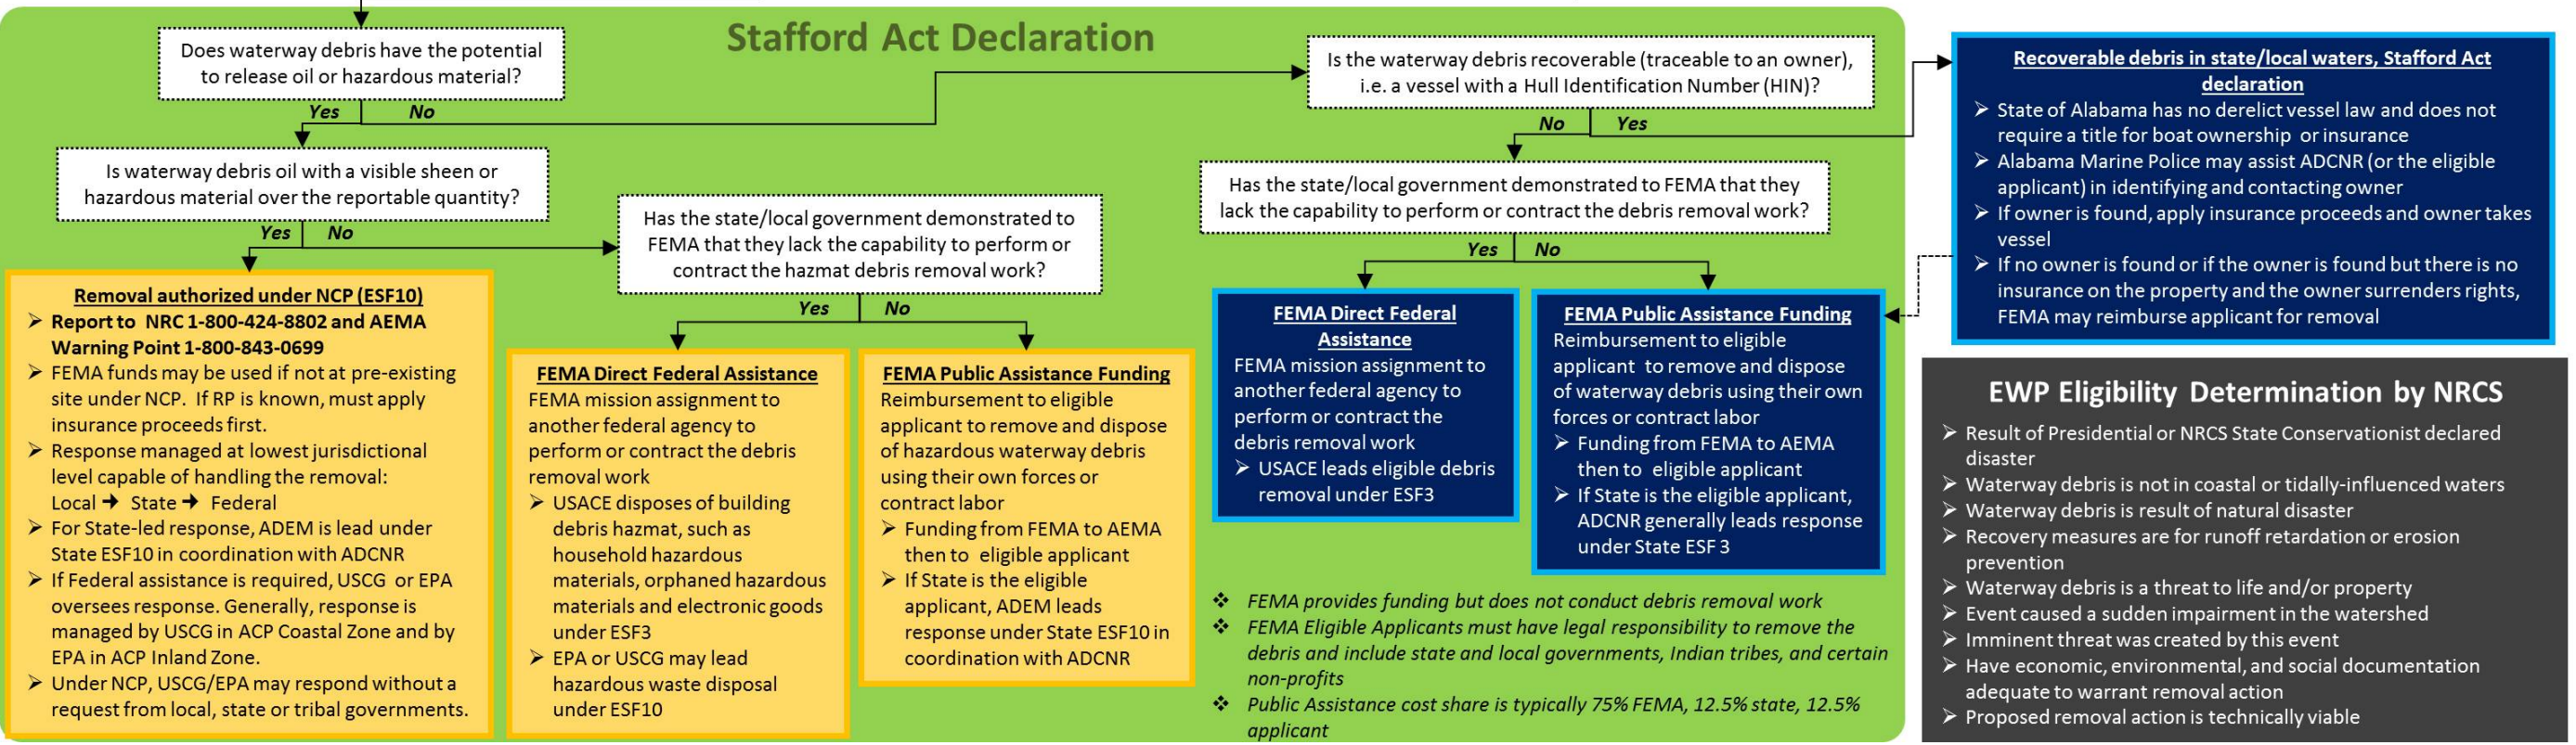 Stafford Act Declaration
Does waterway debris have the potential
to release oil or hazardous material?
Yes
No
Is waterway debris oil with a visible sheen or
hazardous material over the reportable quantity?
Yes
No
Removal authorized under NCP (ESF10)
➢ Report to NRC 1-800-424-8802 and AEMA
Warning Point 1-800-843-0699
➢ FEMA funds may be used if not at pre-existing
site under NCP. If RP is known, must apply
insurance proceeds first.
➢ Response managed at lowest jurisdictional
level capable of handling the removal:
Local ➔ State ➔ Federal
➢ For State-led response, ADEM is lead under
State ESF10 in coordination with ADCNR
➢ If Federal assistance is required, USCG or EPA
oversees response. Generally, response is
managed by USCG in ACP Coastal Zone and by
EPA in ACP Inland Zone.
➢ Under NCP, USCG/EPA may respond without a
request from local, state or tribal governments.
Has the state/local government demonstrated to
FEMA that they lack the capability to perform or
contract the hazmat debris removal work?
Yes
No
FEMA Direct Federal Assistance
FEMA mission assignment to
another federal agency to
perform or contract the debris
removal work
➢ USACE disposes of building
debris hazmat, such as
household hazardous
materials, orphaned hazardous
materials and electronic goods
under ESF3
➢ EPA or USCG may lead
hazardous waste disposal
under ESF10
FEMA Public Assistance Funding
Reimbursement to eligible
applicant to remove and dispose
of hazardous waterway debris
using their own forces or
contract labor
➢ Funding from FEMA to AEMA
then to eligible applicant
➢ If State is the eligible
applicant, ADEM leads
response under State ESF10 in
coordination with ADCNR
Is the waterway debris recoverable (traceable to an owner),
i.e. a vessel with a Hull Identification Number (HIN)?
No
Yes
Has the state/local government demonstrated to FEMA that they
lack the capability to perform or contract the debris removal work?
Yes
No
FEMA Direct Federal
Assistance
FEMA mission assignment to
another federal agency to
perform or contract the
debris removal work
➢ USACE leads eligible debris
removal under ESF3
FEMA Public Assistance Funding
Reimbursement to eligible
applicant to remove and dispose
of waterway debris using their own
forces or contract labor
➢ Funding from FEMA to AEMA
then to eligible applicant
➢ If State is the eligible applicant,
ADCNR generally leads response
under State ESF 3
❖ FEMA provides funding but does not conduct debris removal work
❖ FEMA Eligible Applicants must have legal responsibility to remove the
debris and include state and local governments, Indian tribes, and certain
non-profits
❖ Public Assistance cost share is typically 75% FEMA, 12.5% state, 12.5%
applicant
Recoverable debris in state/local waters, Stafford Act
declaration
➢ State of Alabama has no derelict vessel law and does not
require a title for boat ownership or insurance
➢ Alabama Marine Police may assist ADCNR (or the eligible
applicant) in identifying and contacting owner
➢ If owner is found, apply insurance proceeds and owner takes
vessel
➢ If no owner is found or if the owner is found but there is no
insurance on the property and the owner surrenders rights,
FEMA may reimburse applicant for removal
EWP Eligibility Determination by NRCS
➢ Result of Presidential or NRCS State Conservationist declared
disaster
➢ Waterway debris is not in coastal or tidally-influenced waters
➢ Waterway debris is result of natural disaster
➢ Recovery measures are for runoff retardation or erosion
prevention
➢ Waterway debris is a threat to life and/or property
➢ Event caused a sudden impairment in the watershed
➢ Imminent threat was created by this event
➢ Have economic, environmental, and social documentation
adequate to warrant removal action
➢ Proposed removal action is technically viable